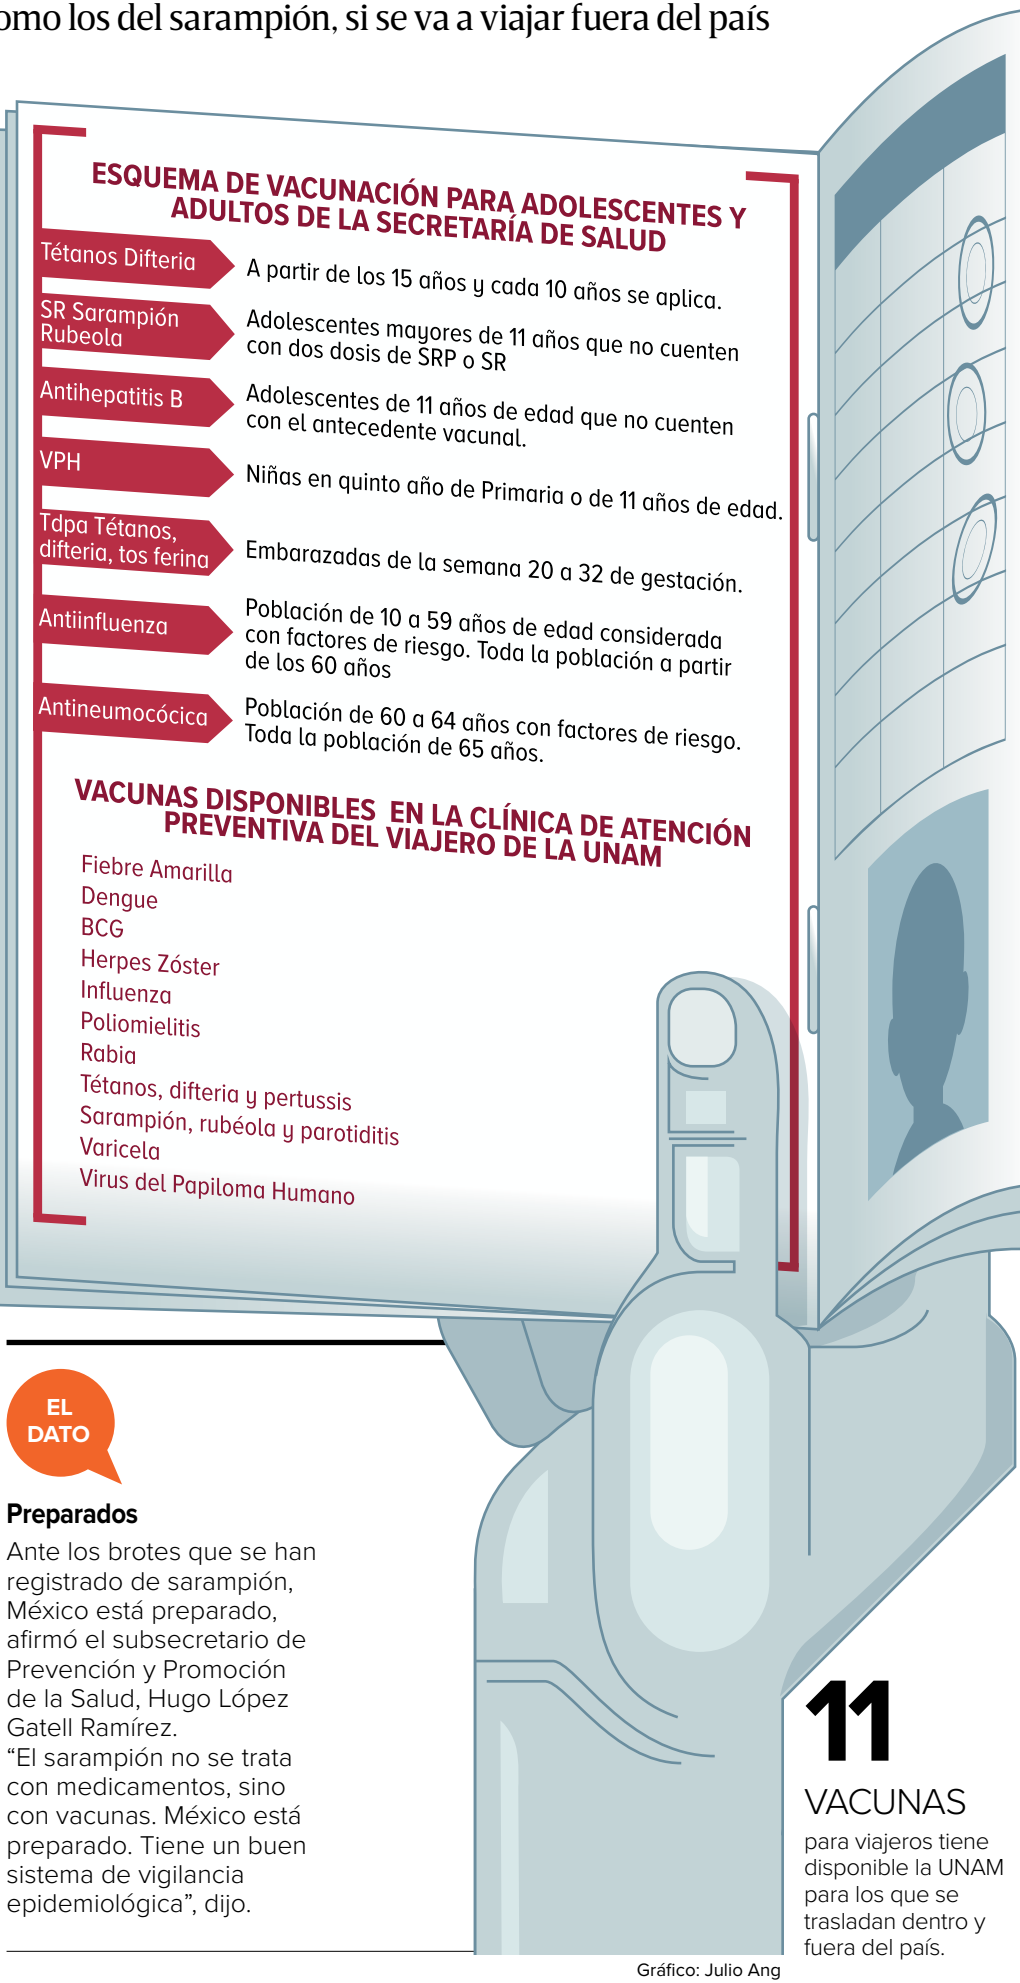 omo los del sarampión, si se va a viajar fuera del país
ESQUEMA DE VACUNACIÓN PARA ADOLESCENTES Y
ADULTOS DE LA SECRETARÍA DE SALUD
Tétanos Difteria
A partir de los 15 años y cada 10 años se aplica.
SR Sarampión
Rubeola
Adolescentes mayores de 11 años que no cuenten
con dos dosis de SRP o SR
Antihepatitis B
Adolescentes de 11 años de edad que no cuenten
con el antecedente vacunal.
VPH
Niñas en quinto año de Primaria o de 11 años de edad.
Tdpa Tétanos,
difteria, tos ferina
Embarazadas de la semana 20 a 32 de gestación.
Antiinfluenza
Población de 10 a 59 años de edad considerada
con factores de riesgo. Toda la población a partir
de los 60 años
Antineumocócica
Población de 60 a 64 años con factores de riesgo.
Toda la población de 65 años.
VACUNAS DISPONIBLES EN LA CLÍNICA DE ATENCIÓN
PREVENTIVA DEL VIAJERO DE LA UNAM
Fiebre Amarilla
Dengue
BCG
Herpes Zóster
Influenza
Poliomielitis
Rabia
Tétanos, difteria y pertussis
Sarampión, rubéola y parotiditis
Varicela
Virus del Papiloma Humano
EL
DATO
Preparados
Ante los brotes que se han
registrado de sarampión,
México está preparado,
afirmó el subsecretario de
Prevención y Promoción
de la Salud, Hugo López
Gatell Ramírez.
“El sarampión no se trata
con medicamentos, sino
con vacunas. México está
preparado. Tiene un buen
sistema de vigilancia
epidemiológica”, dijo.
11
VACUNAS
para viajeros tiene
disponible la UNAM
para los que se
trasladan dentro y
fuera del país.
Gráfico: Julio Ang